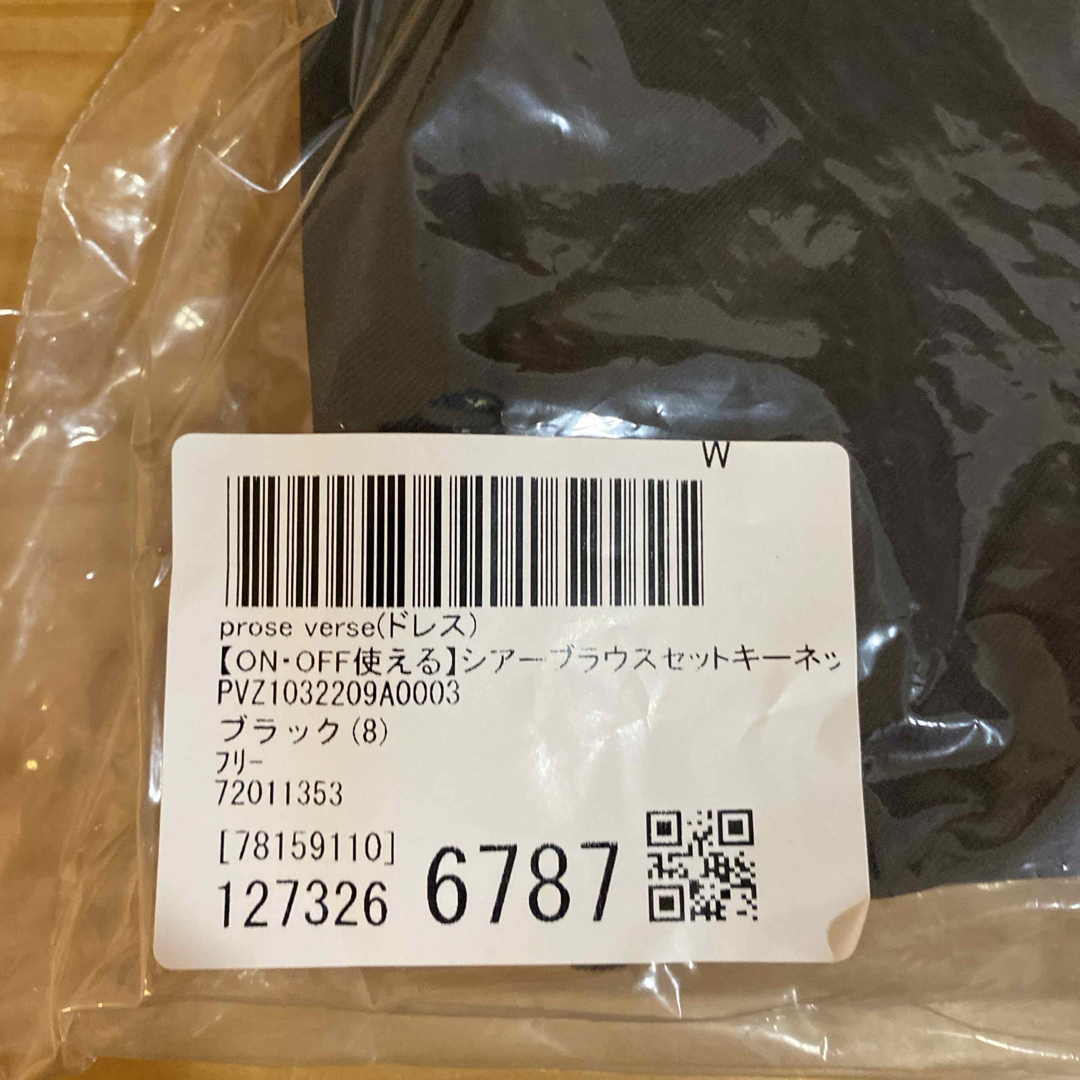 W
prose verse(ドレス)
【ON・OFF使える】シアーブラウスセットキーネッ
PVZ1032209A0003
ブラック(8)
フリー
72011353
[78159110]
127326 6787